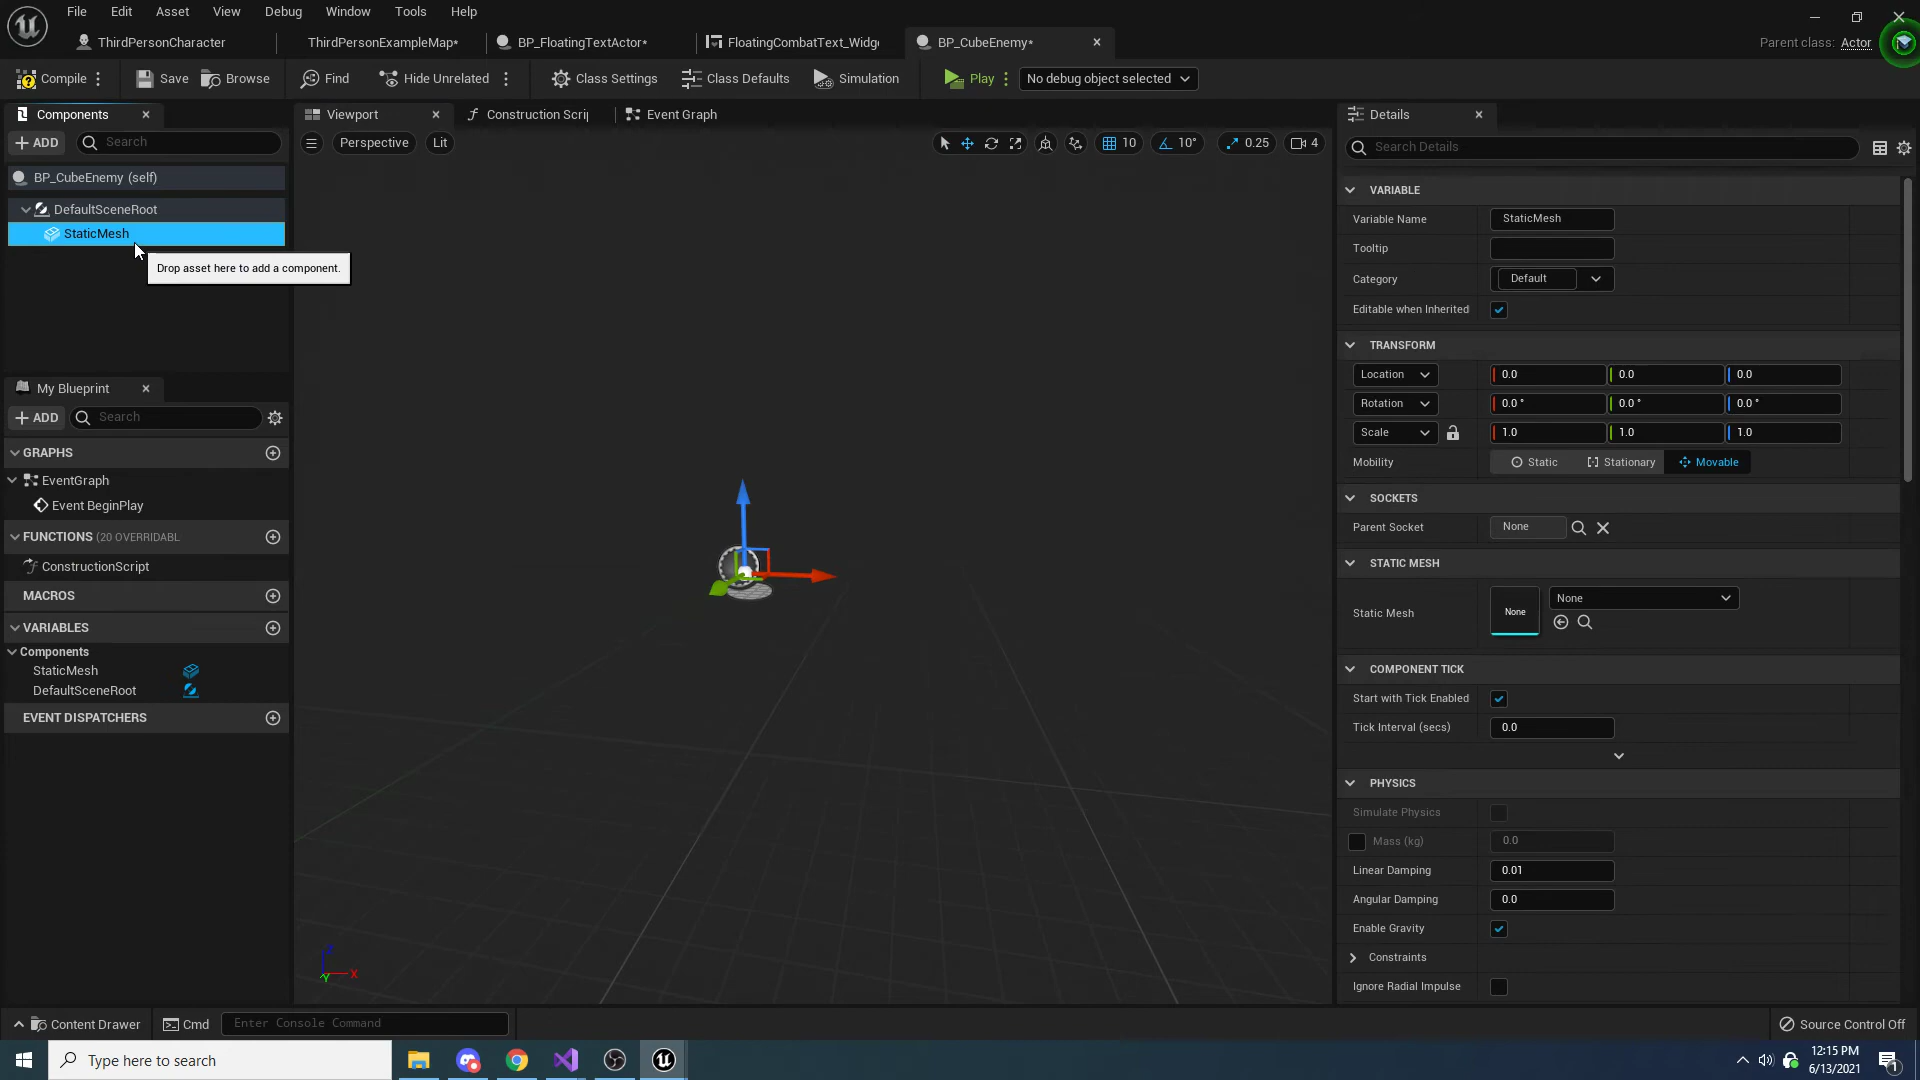 File Edit Asset View Debug Window Tools Help
ThirdPersonCharacter ThirdPersonExampleMap* BP_FloatingTextActor* FloatingCombatText_Widg BP_CubeEnemy* Parent class: Actor
Compile Save Browse Find Hide Unrelated Class Settings Class Defaults Simulation Play No debug object selected
Components Viewport Construction Scrip Event Graph Details
ADD Search Perspective Lit 10 10° 0.25 4 Search Details
BP_CubeEnemy (self)
DefaultSceneRoot
StaticMesh
Drop asset here to add a component.
My Blueprint
ADD Search
GRAPHS
EventGraph
Event BeginPlay
FUNCTIONS (20 OVERRIDABL
ConstructionScript
MACROS
VARIABLES
Components
StaticMesh
DefaultSceneRoot
EVENT DISPATCHERS
Z
X
Y
VARIABLE
Variable Name StaticMesh
Tooltip
Category Default
Editable when Inherited
TRANSFORM
Location 0.0 0.0 0.0
Rotation 0.0 ° 0.0 ° 0.0 °
Scale 1.0 1.0 1.0
Mobility Static Stationary Movable
SOCKETS
Parent Socket None
STATIC MESH
Static Mesh None None
COMPONENT TICK
Start with Tick Enabled
Tick Interval (secs) 0.0
PHYSICS
Simulate Physics
Mass (kg) 0.0
Linear Damping 0.01
Angular Damping 0.0
Enable Gravity
Constraints
Ignore Radial Impulse
Content Drawer Cmd Enter Console Command Source Control Off
Type here to search 12:15 PM
6/13/2021 1